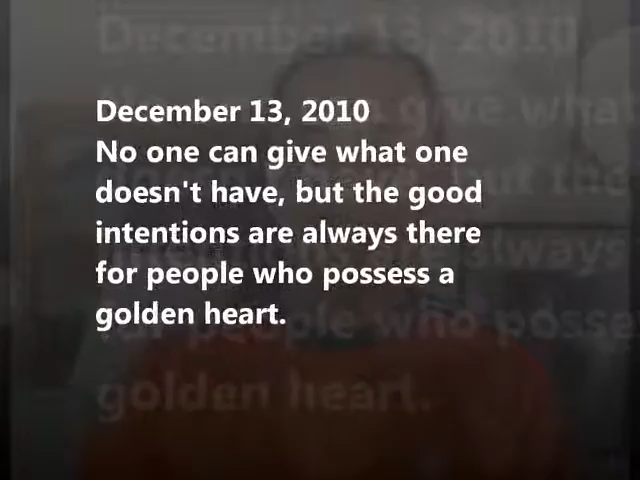 December 13, 2010
No one can give what one
doesn't have, but the good
intentions are always there
for people who possess a
golden heart.